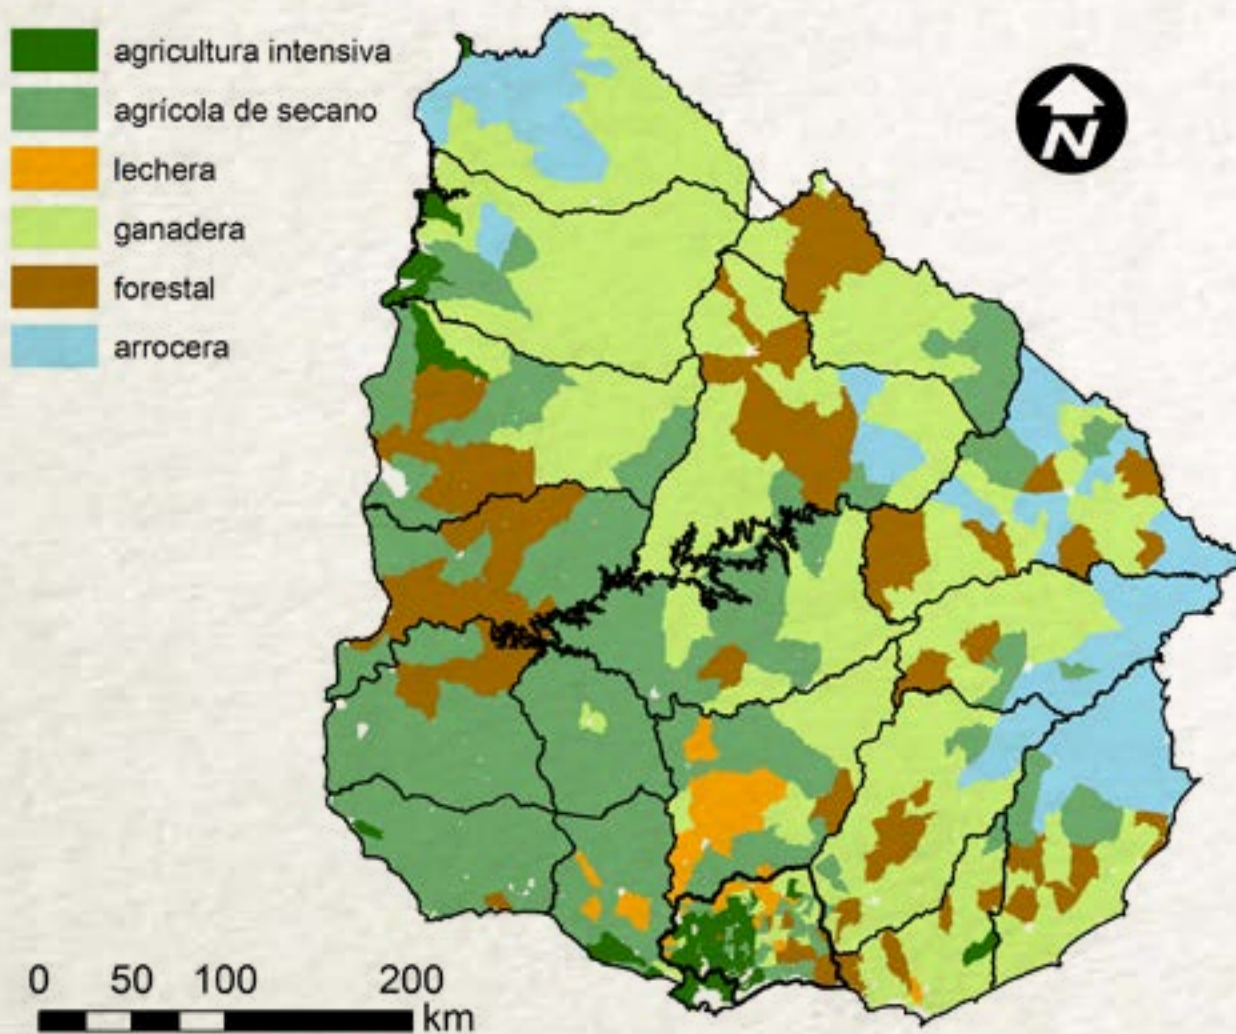 agricultura intensiva
agrícola de secano
lechera
ganadera
forestal
arrocera
N
0 50 100 200
km